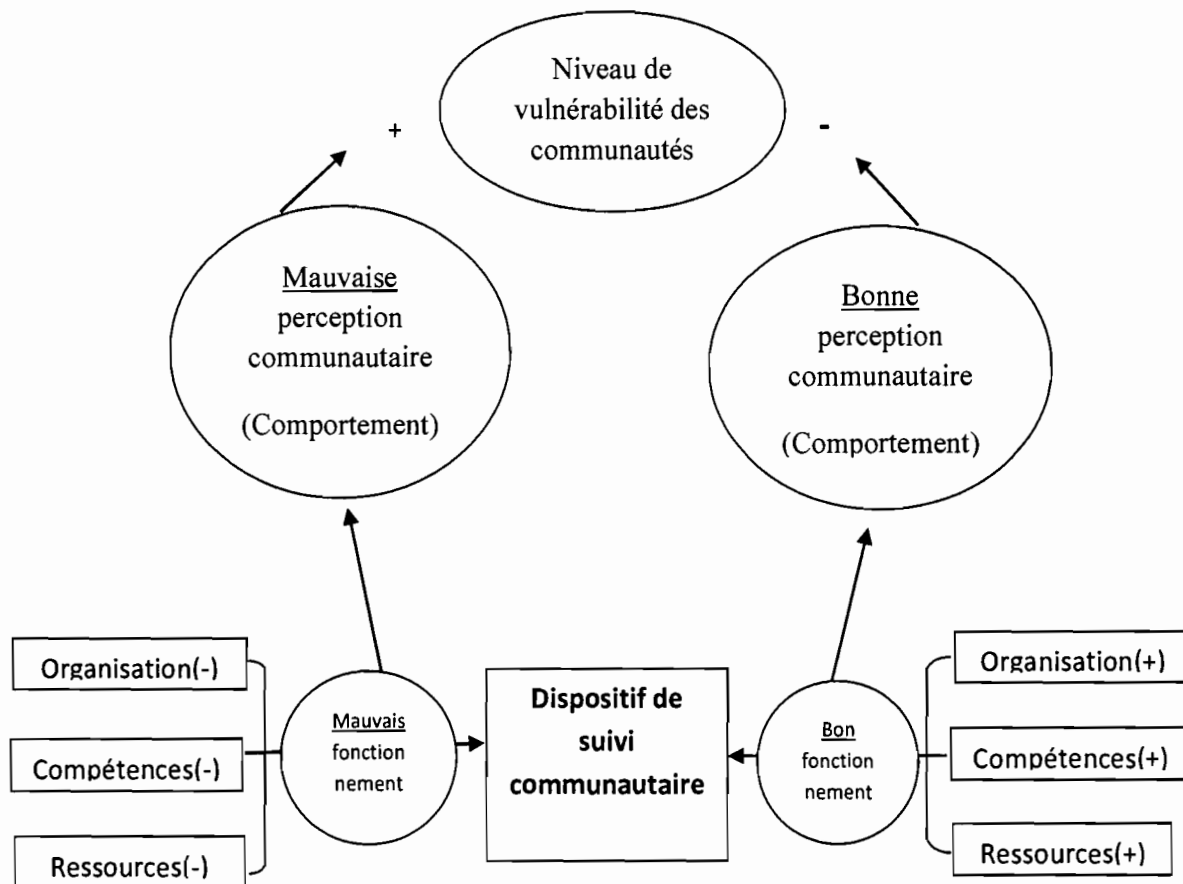 Niveau de
vulnérabilité des
communautés
+
-
Mauvaise
perception
communautaire
(Comportement)
Bonne
perception
communautaire
(Comportement)
Organisation(-)
Compétences(-)
Ressources(-)
Mauvais
fonction
nement
Dispositif de
suivi
communautaire
Bon
fonction
nement
Organisation(+)
Compétences(+)
Ressources(+)